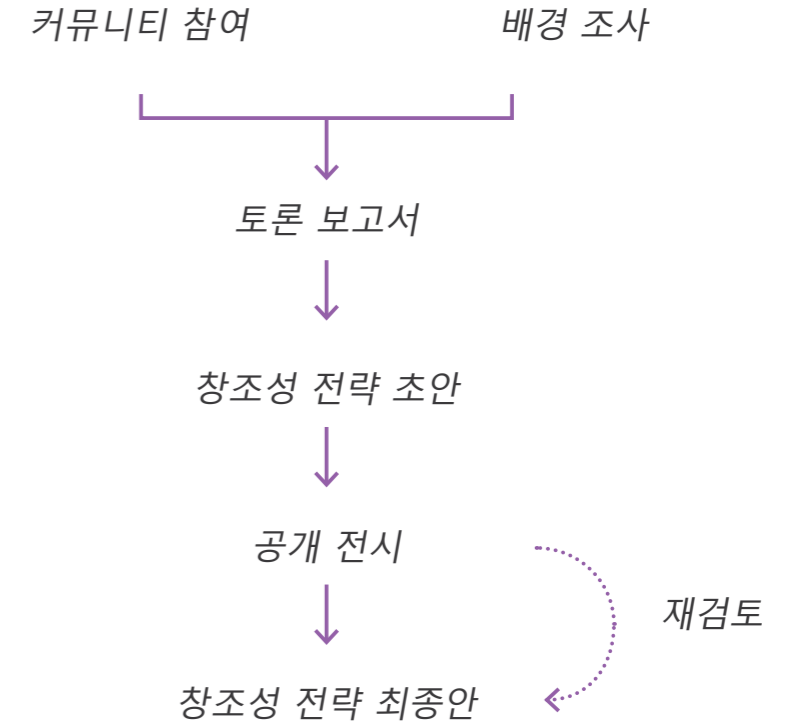 커뮤니티 참여
배경 조사
토론 보고서
창조성 전략 초안
공개 전시
재검토
창조성 전략 최종안